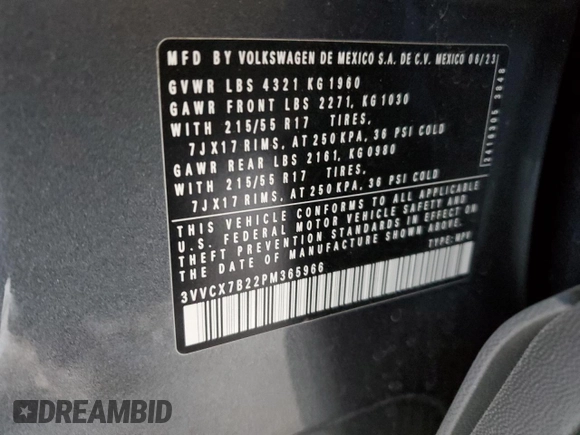 MFD BY VOLKSWAGEN DE MEXICO S.A. DE C.V. MEXICO 06/23
GVWR LBS 4321 KG 1960
GAWR FRONT LBS 2271, KG 1030
WITH 215/55 R17 TIRES,
7JX17 RIMS, AT 250 KPA, 36 PSI COLD
GAWR REAR LBS 2161, KG 0980
WITH 215/55 R17 TIRES,
7JX17 RIMS, AT 250 KPA, 36 PSI COLD
THIS VEHICLE CONFORMS TO ALL APPLICABLE
U.S. FEDERAL MOTOR VEHICLE SAFETY AND
THEFT PREVENTION STANDARDS IN EFFECT ON
THE DATE OF MANUFACTURE SHOWN ABOVE.
TYPE: MPV
3VVCX7B22PM365966
2419305 3048
DREAMBID